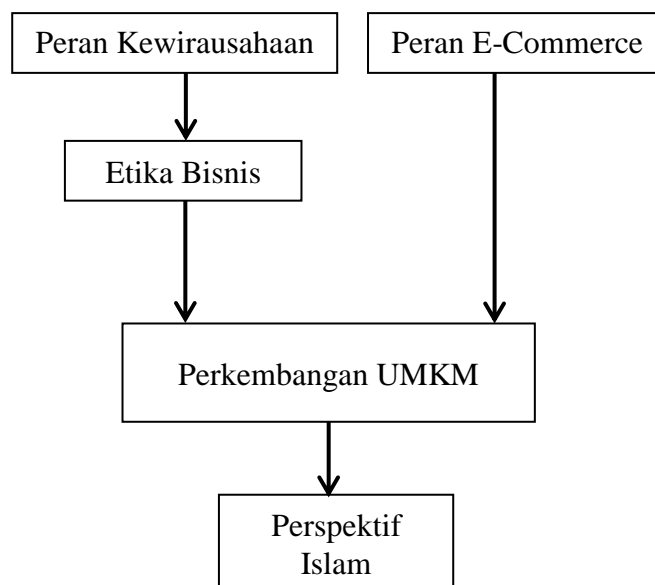 Peran Kewirausahaan
Peran E-Commerce
Etika Bisnis
Perkembangan UMKM
Perspektif
Islam